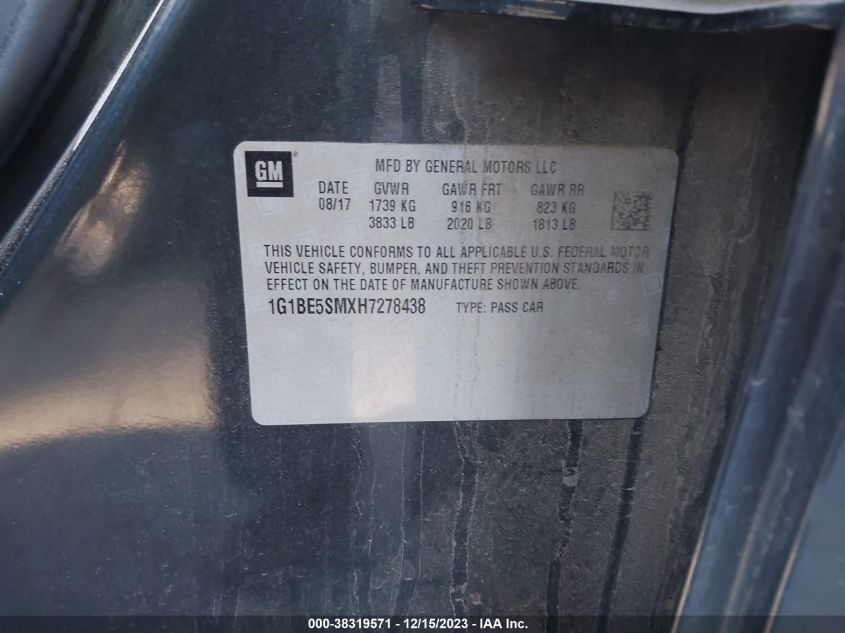 GM ® MFD BY GENERAL MOTORS LLC
DATE GVWR GAWR FRT GAWR RR
08/17 1739 KG 916 KG 823 KG
3833 LB 2020 LB 1813 LB
THIS VEHICLE CONFORMS TO ALL APPLICABLE U.S. FEDERAL MOTOR
VEHICLE SAFETY, BUMPER, AND THEFT PREVENTION STANDARDS IN
EFFECT ON THE DATE OF MANUFACTURE SHOWN ABOVE.
1G1BE5SMXH7278438 TYPE: PASS CAR
000-38319571 - 12/15/2023 - IAA Inc.